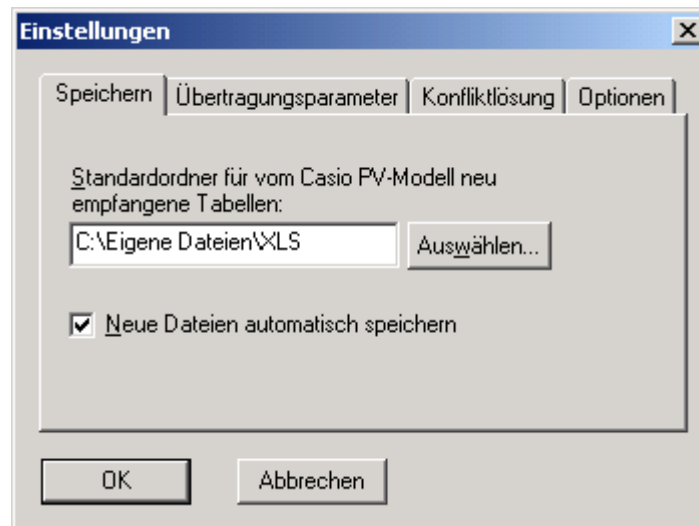 Einstellungen
Speichern Übertragungsparameter Konfliktlösung Optionen
Standardordner für vom Casio PV-Modell neu
empfangene Tabellen:
C:\Eigene Dateien\XLS Auswählen...
Neue Dateien automatisch speichern
OK Abbrechen